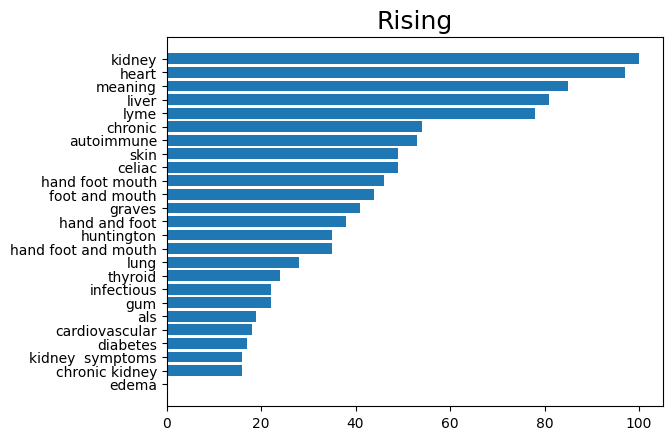 Rising
kidney
heart
meaning
liver
lyme
chronic
autoimmune
skin
celiac
hand foot mouth
foot and mouth
graves
hand and foot
huntington
hand foot and mouth
lung
thyroid
infectious
gum
als
cardiovascular
diabetes
kidney  symptoms
chronic kidney
edema
0 20 40 60 80 100